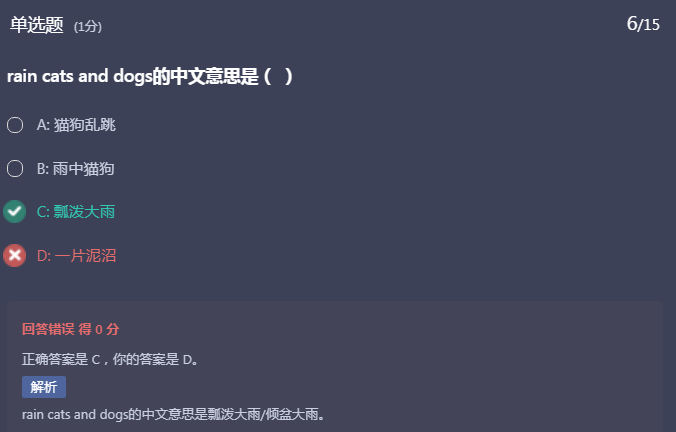 单选题 (1分) 6/15
rain cats and dogs的中文意思是（ ）
A: 猫狗乱跳
B: 雨中猫狗
C: 瓢泼大雨
D: 一片泥沼
回答错误 得 0 分
正确答案是 C，你的答案是 D。
解析
rain cats and dogs的中文意思是瓢泼大雨/倾盆大雨。